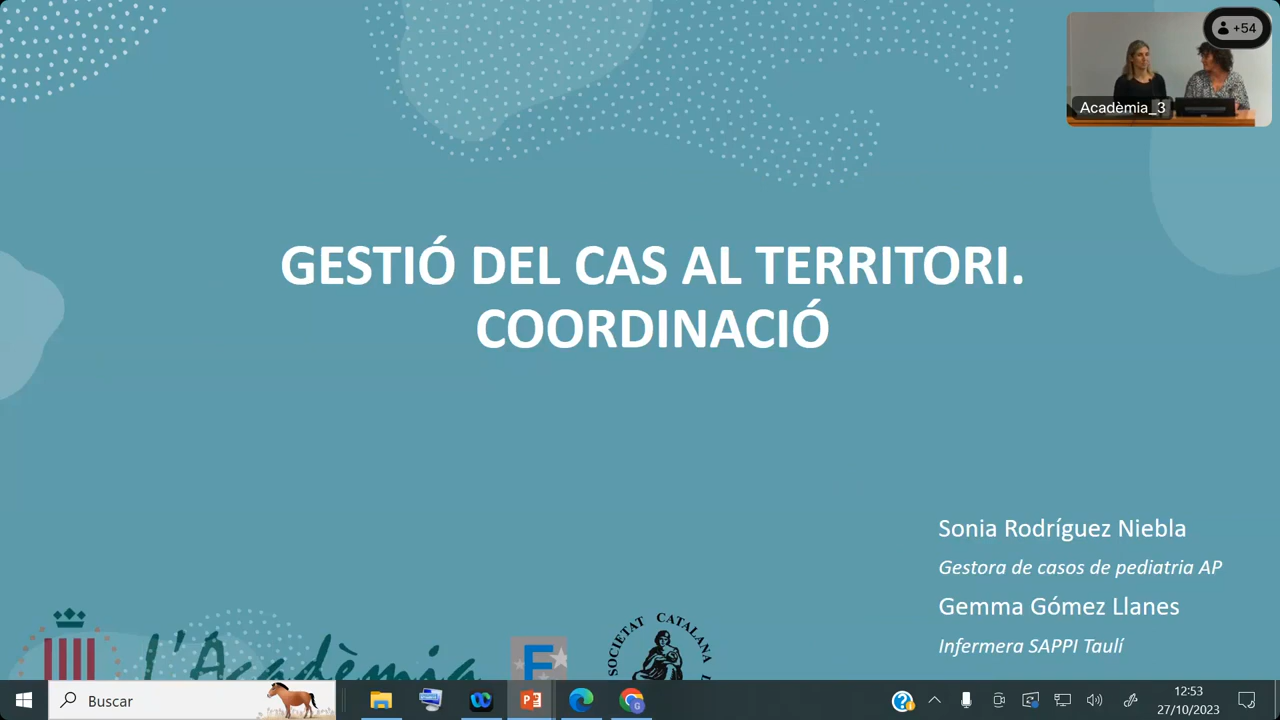 +54
Acadèmia_3
GESTIÓ DEL CAS AL TERRITORI.
COORDINACIÓ
Sonia Rodríguez Niebla
Gestora de casos de pediatria AP
Gemma Gómez Llanes
Infermera SAPPI Taulí
l'Acadèmia
F
SOCIETAT CATALANA
Buscar
12:53
27/10/2023